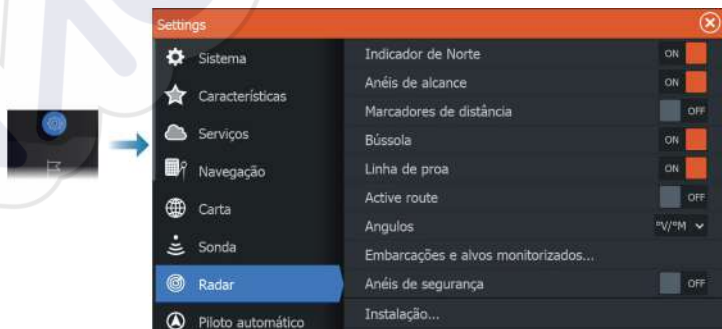 Settings
Sistema
Características
Serviços
Navegação
Carta
Sonda
Radar
Piloto automático
Indicador de Norte ON
Anéis de alcance ON
Marcadores de distância OFF
Bússola ON
Linha de proa ON
Active route OFF
Angulos °V/°M
Embarcações e alvos monitorizados...
Anéis de segurança OFF
Instalação...